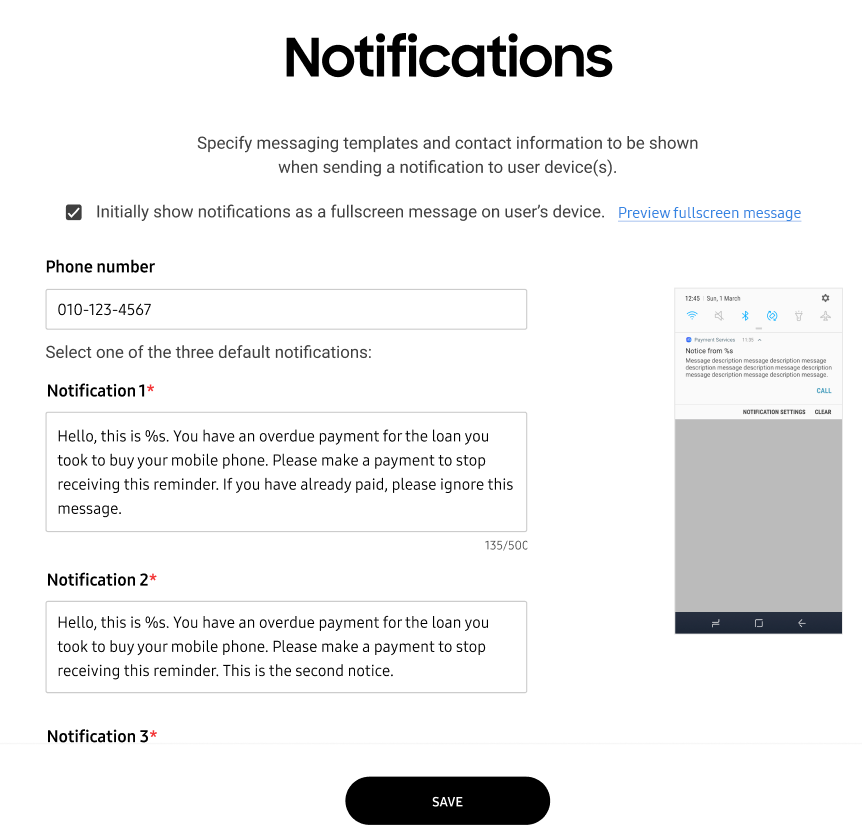 Notifications
Specify messaging templates and contact information to be shown
when sending a notification to user device(s).
Initially show notifications as a fullscreen message on user's device. Preview fullscreen message
Phone number
010-123-4567
Select one of the three default notifications:
Notification 1*
Hello, this is %s. You have an overdue payment for the loan you
took to buy your mobile phone. Please make a payment to stop
receiving this reminder. If you have already paid, please ignore this
message.
135/500
Notification 2*
Hello, this is %s. You have an overdue payment for the loan you
took to buy your mobile phone. Please make a payment to stop
receiving this reminder. This is the second notice.
Notification 3*
12:45 | Sun, 1 March
Payment Services 11:35
Notice from %s
Message description message description message
description message description message description
message description message description message.
CALL
NOTIFICATION SETTINGS CLEAR
SAVE